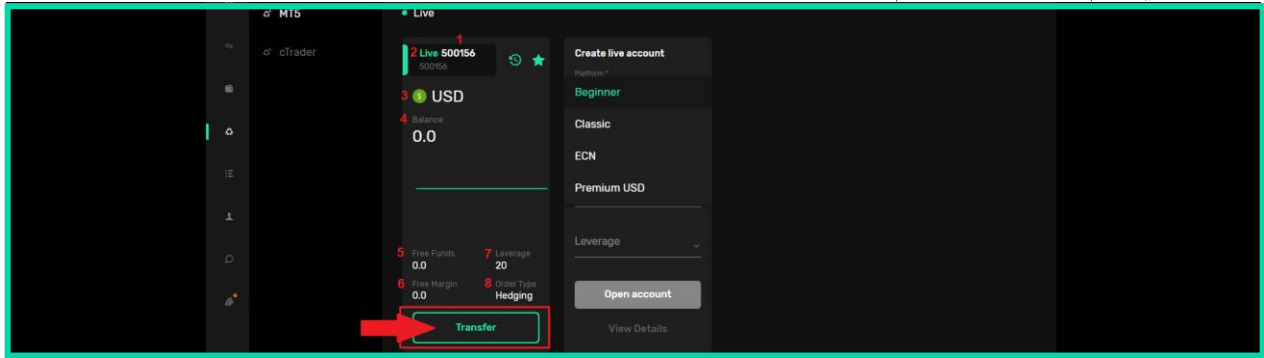 MT5
cTrader
Live
1
2 Live 500156
500156
3 USD
4 Balance
0.0
5 Free Funds
0.0
7 Leverage
20
6 Free Margin
0.0
8 Order Type
Hedging
Transfer
Create live account
Platform *
Beginner
Classic
ECN
Premium USD
Leverage
Open account
View Details